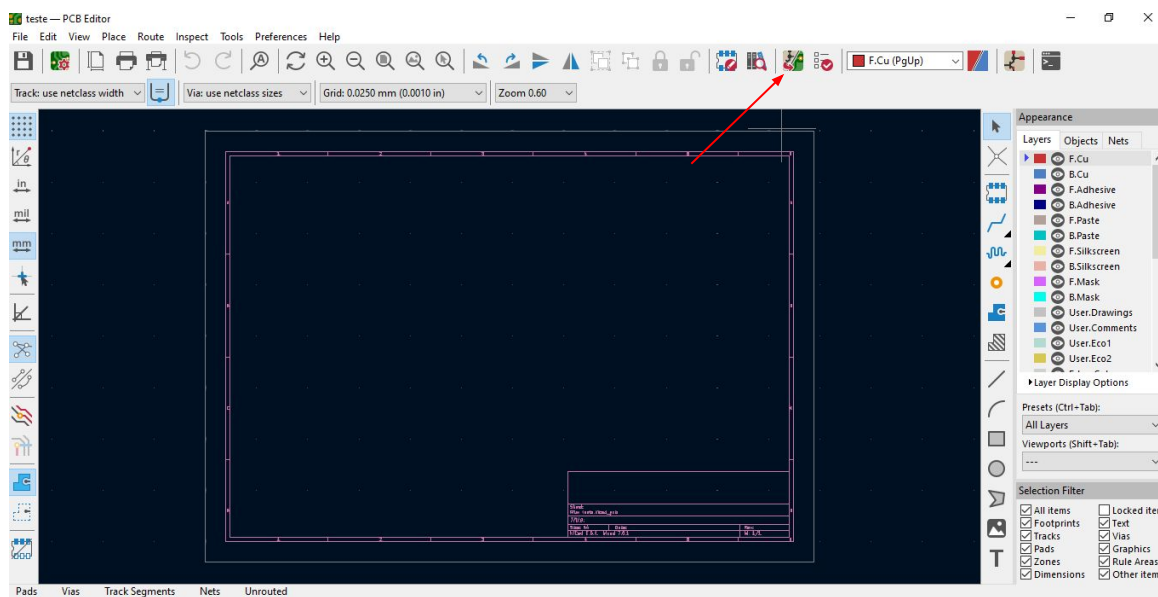 teste — PCB Editor
File Edit View Place Route Inspect Tools Preferences Help
F.Cu (PgUp)
Track: use netclass width
Via: use netclass sizes
Grid: 0.0250 mm (0.0010 in)
Zoom 0.60
in
mil
mm
Appearance
Layers Objects Nets
F.Cu
B.Cu
F.Adhesive
B.Adhesive
F.Paste
B.Paste
F.Silkscreen
B.Silkscreen
F.Mask
B.Mask
User.Drawings
User.Comments
User.Eco1
User.Eco2
Layer Display Options
Presets (Ctrl+Tab):
All Layers
Viewports (Shift+Tab):
---
Selection Filter
All items Locked iter
Footprints Text
Tracks Vias
Pads Graphics
Zones Rule Areas
Dimensions Other item
Pads Vias Track Segments Nets Unrouted